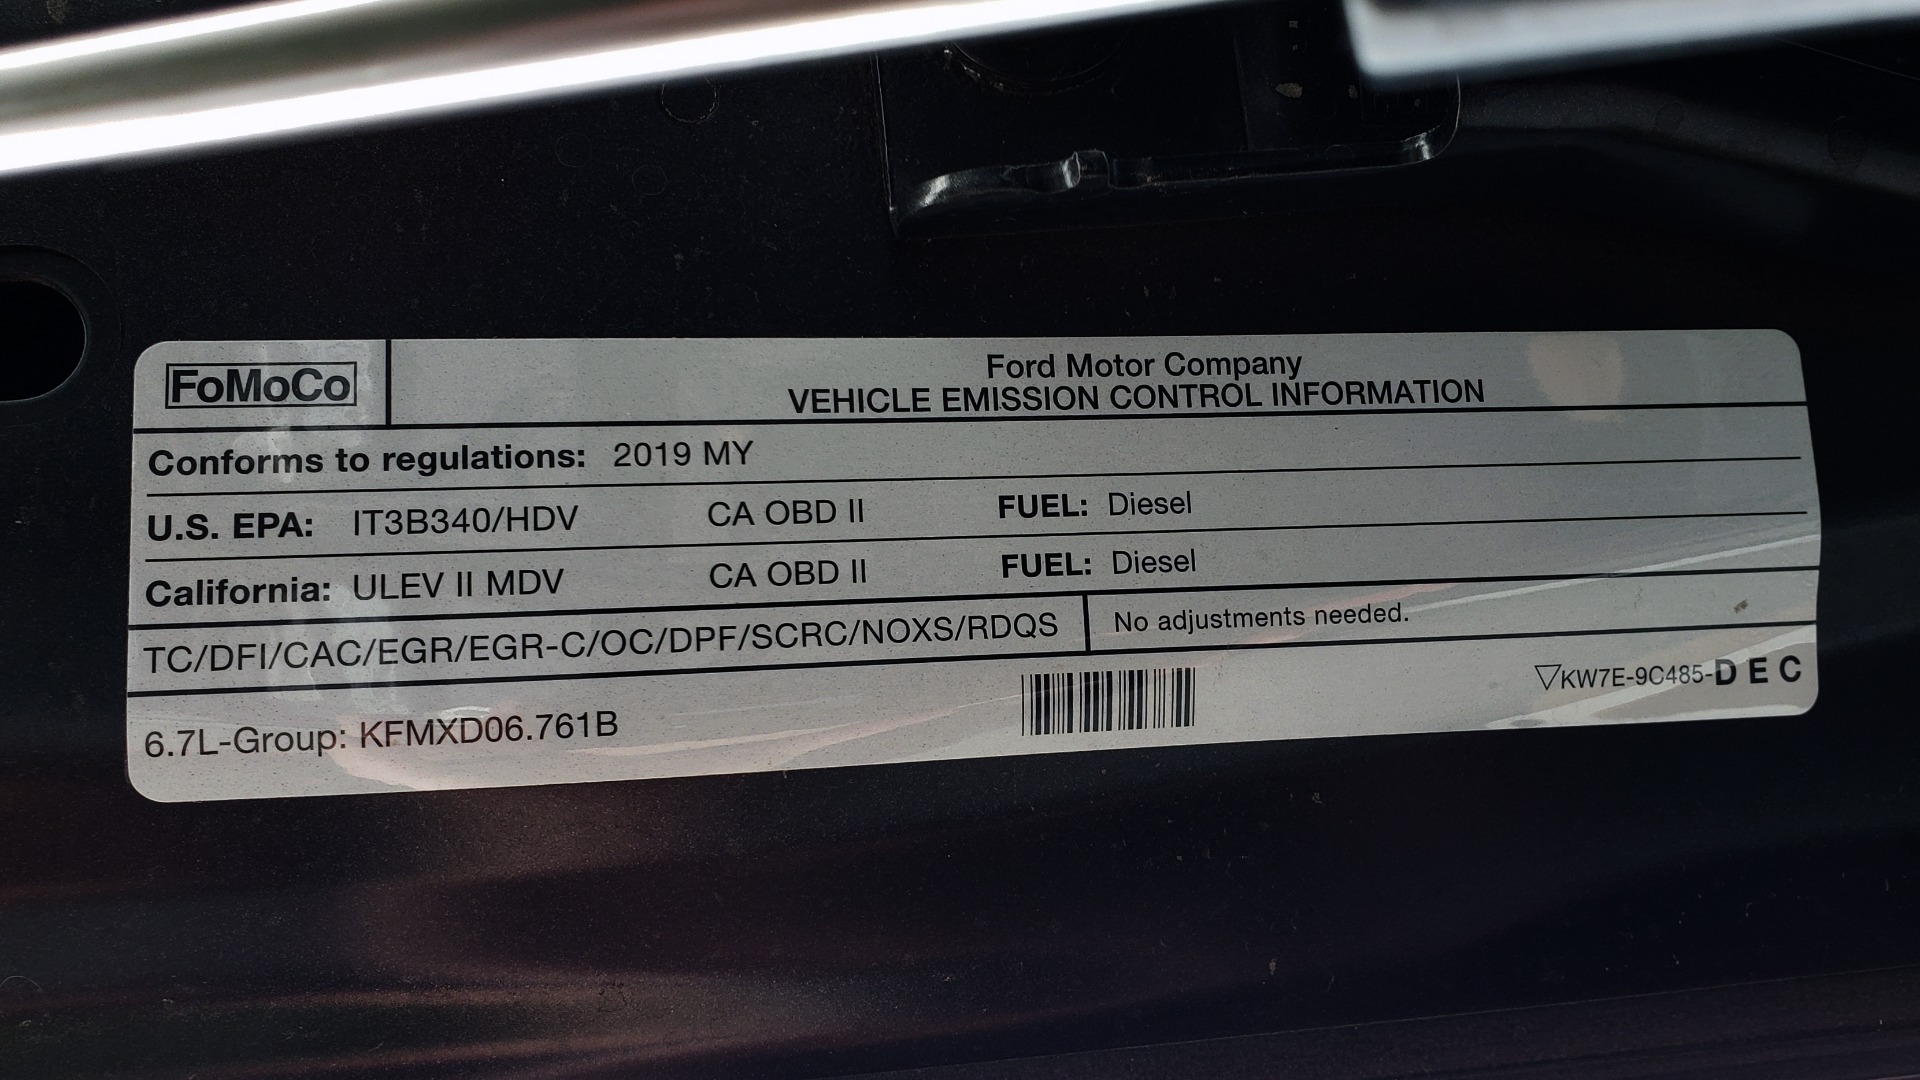 FoMoCo
Ford Motor Company
VEHICLE EMISSION CONTROL INFORMATION
Conforms to regulations: 2019 MY
U.S. EPA: IT3B340/HDV CA OBD II FUEL: Diesel
California: ULEV II MDV CA OBD II FUEL: Diesel
TC/DFI/CAC/EGR/EGR-C/OC/DPF/SCRC/NOXS/RDQS No adjustments needed.
6.7L-Group: KFMXD06.761B
▽KW7E-9C485-D E C